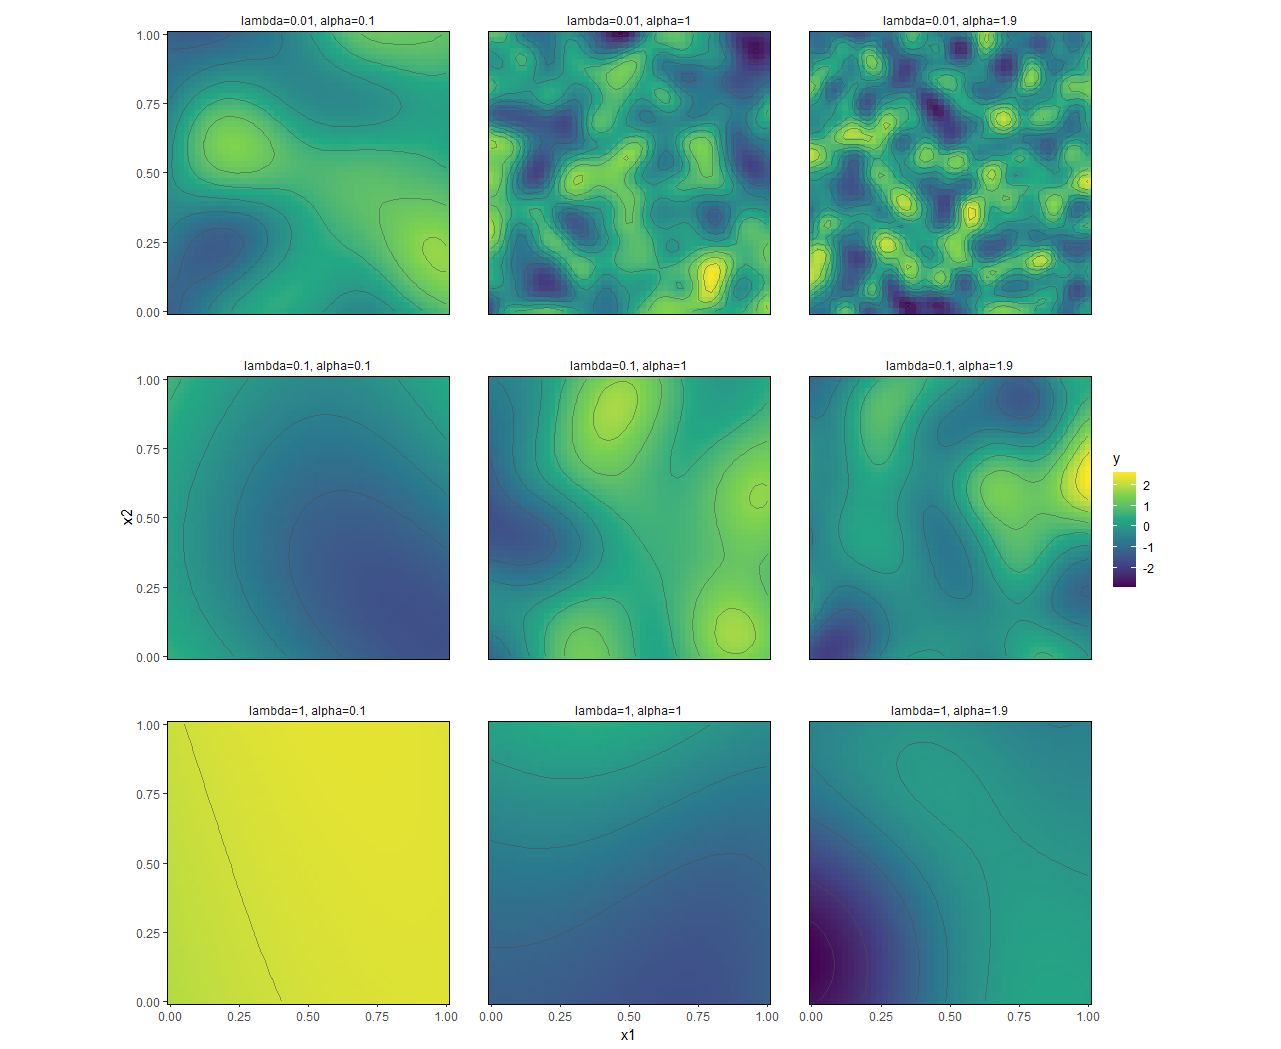 lambda=0.01, alpha=0.1
lambda=0.01, alpha=1
lambda=0.01, alpha=1.9
1.00
0.75
0.50
0.25
0.00
lambda=0.1, alpha=0.1
lambda=0.1, alpha=1
lambda=0.1, alpha=1.9
1.00
0.75
0.50
0.25
0.00
x2
y
2
1
0
-1
-2
lambda=1, alpha=0.1
lambda=1, alpha=1
lambda=1, alpha=1.9
1.00
0.75
0.50
0.25
0.00
0.00 0.25 0.50 0.75 1.00
0.00 0.25 0.50 0.75 1.00
0.00 0.25 0.50 0.75 1.00
x1